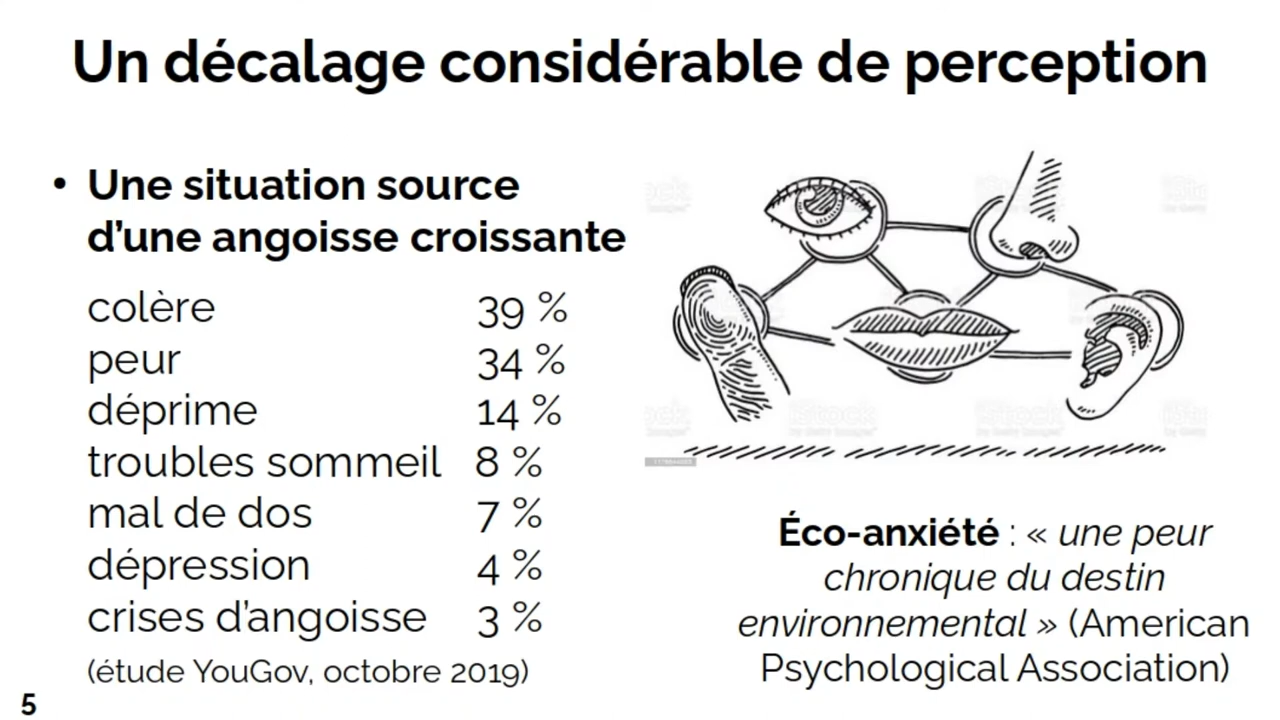 Un décalage considérable de perception
• Une situation source
d'une angoisse croissante
colère 39 %
peur 34 %
déprime 14 %
troubles sommeil 8 %
mal de dos 7 %
dépression 4 %
crises d'angoisse 3 %
(étude YouGov, octobre 2019)
iStock
Éco-anxiété : « une peur
chronique du destin
environnemental » (American
Psychological Association)
5